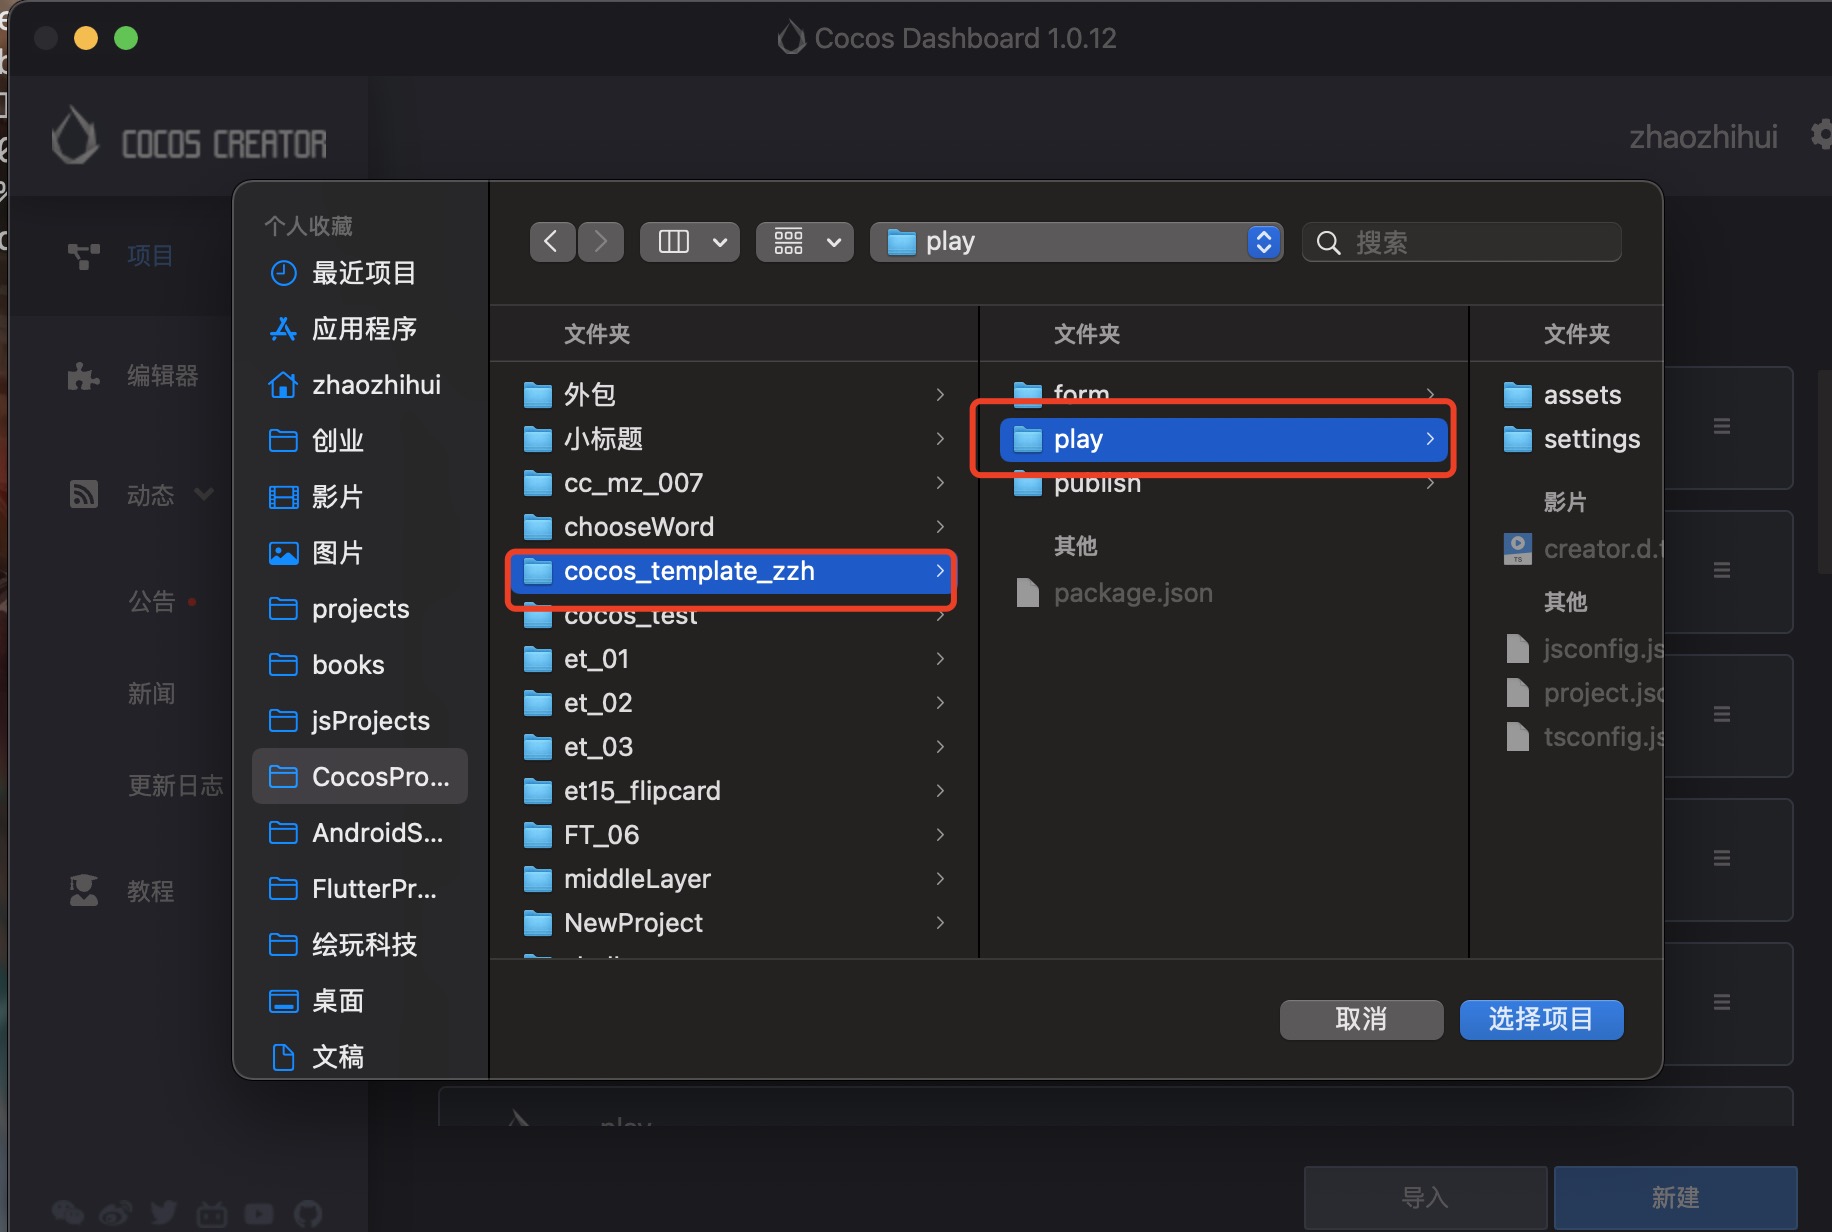 Cocos Dashboard 1.0.12
COCOS CREATOR
zhaozhihui
项目
编辑器
动态
公告
新闻
更新日志
教程
个人收藏
最近项目
应用程序
zhaozhihui
创业
影片
图片
projects
books
jsProjects
CocosPro...
AndroidS...
FlutterPr...
绘玩科技
桌面
文稿
play
搜索
文件夹
外包
小标题
cc_mz_007
chooseWord
cocos_template_zzh
cocos_test
et_01
et_02
et_03
et15_flipcard
FT_06
middleLayer
NewProject
文件夹
form
play
publish
其他
package.json
文件夹
assets
settings
影片
TS
creator.d.t
其他
jsconfig.js
project.jso
tsconfig.js
取消
选择项目
play
导入
新建